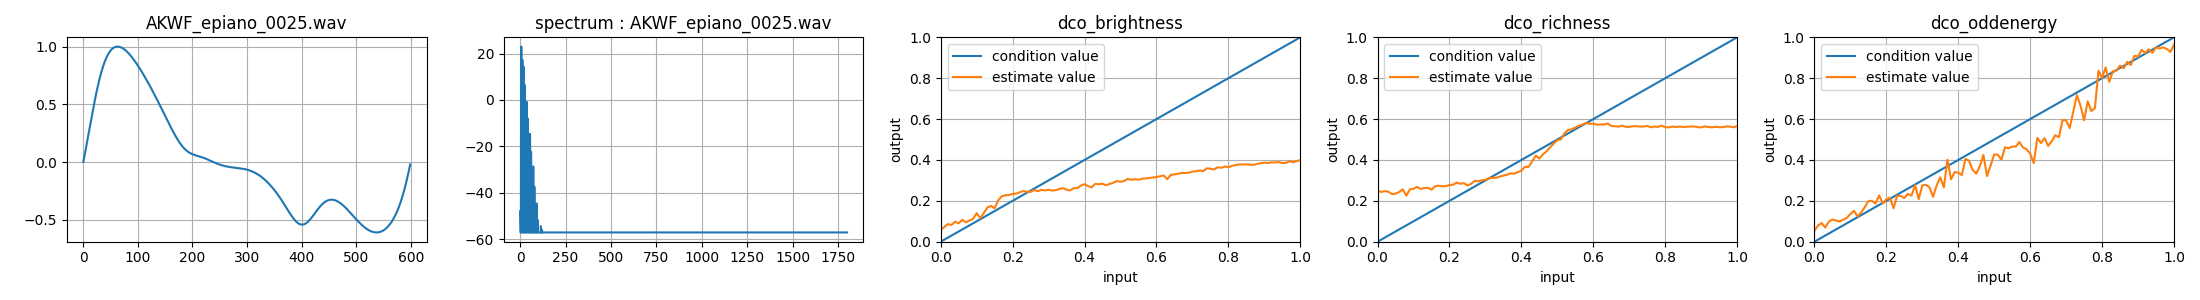 AKWF_epiano_0025.wav
1.0
0.5
0.0
−0.5
0 100 200 300 400 500 600
spectrum : AKWF_epiano_0025.wav
20
0
−20
−40
−60
0 250 500 750 1000 1250 1500 1750
dco_brightness
condition value
estimate value
output
1.0
0.8
0.6
0.4
0.2
0.0
0.0 0.2 0.4 0.6 0.8 1.0
input
dco_richness
condition value
estimate value
output
1.0
0.8
0.6
0.4
0.2
0.0
0.0 0.2 0.4 0.6 0.8 1.0
input
dco_oddenergy
condition value
estimate value
output
1.0
0.8
0.6
0.4
0.2
0.0
0.0 0.2 0.4 0.6 0.8 1.0
input